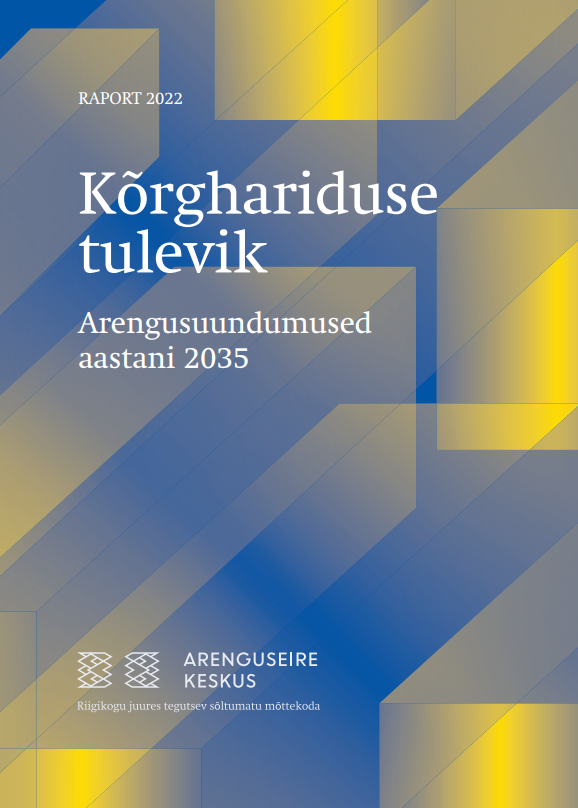 RAPORT 2022
Kõrghariduse
tulevik
Arengusuundumused
aastani 2035
ARENGUSEIRE
KESKUS
Riigikogu juures tegutsev sõltumatu mõttekoda